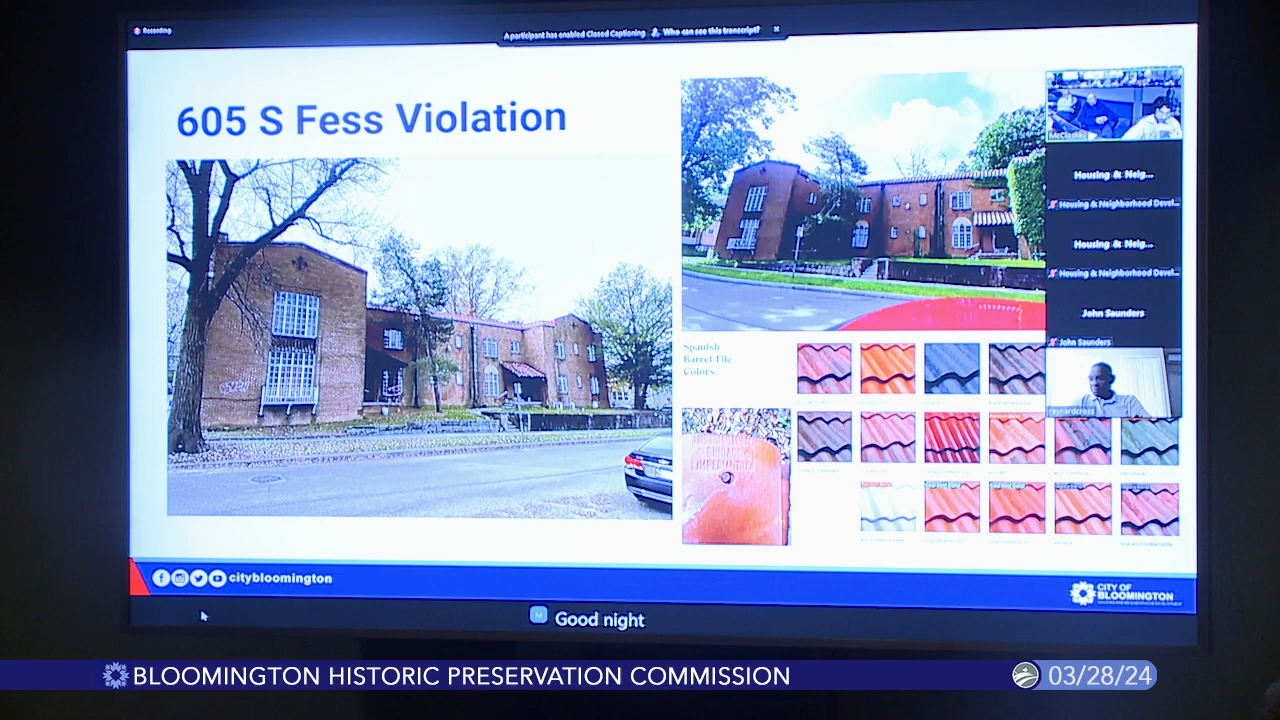 Recording
A participant has enabled Closed Captioning
Who can see this transcript?
605 S Fess Violation
McCloske
Housing & Neig...
Housing & Neighborhood Devel...
Housing & Neig...
Housing & Neighborhood Devel...
John Saunders
John Saunders
raynardcross
Spanish
Barrel Tile
Colors:
citybloomington
CITY OF
BLOOMINGTON
M Good night
BLOOMINGTON HISTORIC PRESERVATION COMMISSION
03/28/24